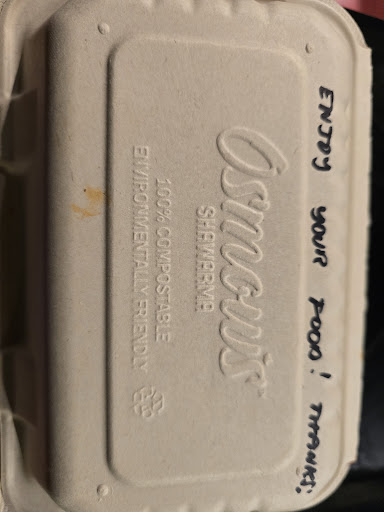 ENJOY YOUR FOOD! THANKS!
Osmow's
SHAWARMA
100% COMPOSTABLE
ENVIRONMENTALLY FRIENDLY